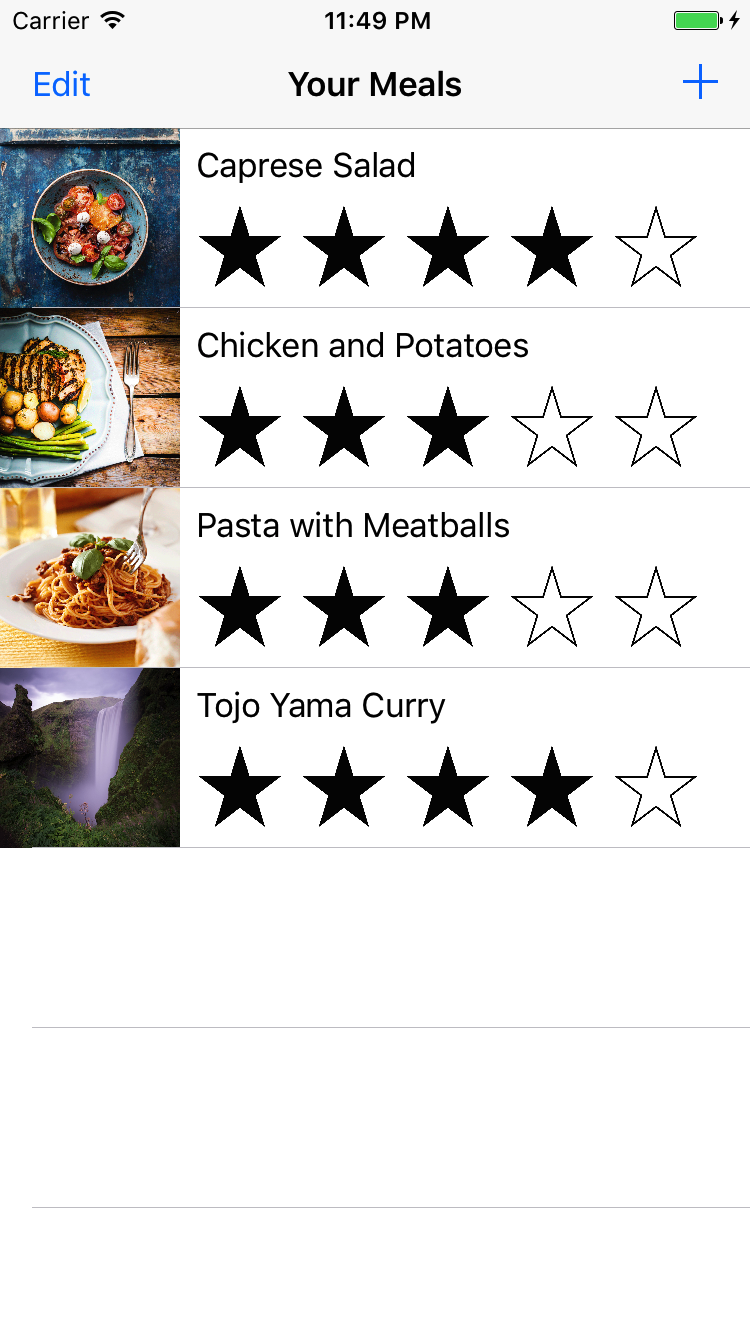 Carrier
11:49 PM
Edit
Your Meals
Caprese Salad
Chicken and Potatoes
Pasta with Meatballs
Tojo Yama Curry